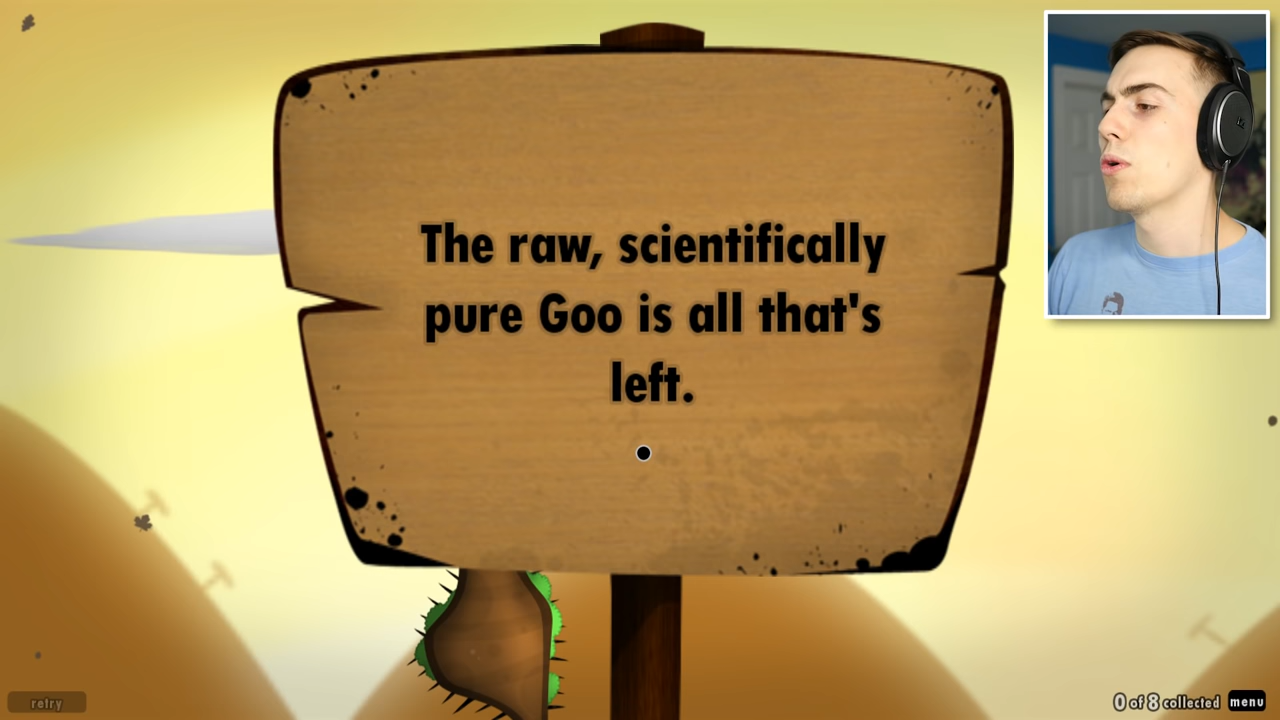 The raw, scientifically
pure Goo is all that's
left.
retry
0 of 8 collected menu